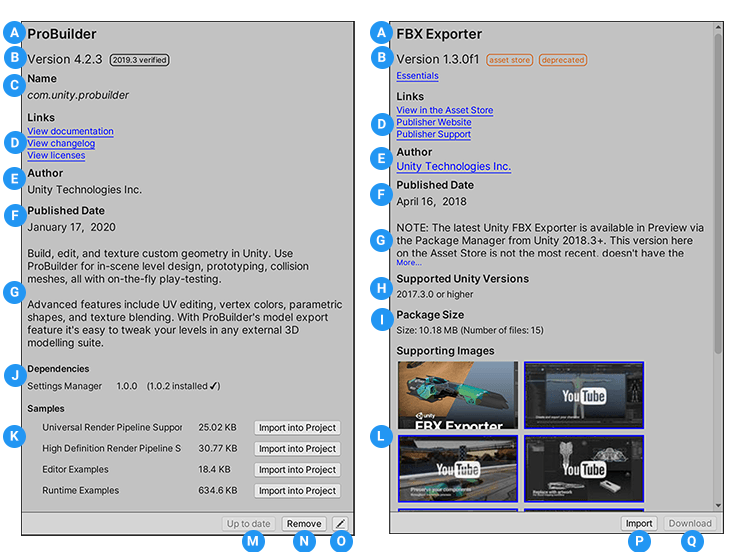 A
ProBuilder
B
Version 4.2.3
2019.3 verified
C
Name
com.unity.probuilder
Links
View documentation
D
View changelog
View licenses
E
Author
Unity Technologies Inc.
F
Published Date
January 17, 2020
Build, edit, and texture custom geometry in Unity. Use
ProBuilder for in-scene level design, prototyping, collision
meshes, all with on-the-fly play-testing.
G
Advanced features include UV editing, vertex colors, parametric
shapes, and texture blending. With ProBuilder's model export
feature it's easy to tweak your levels in any external 3D
modelling suite.
J
Dependencies
Settings Manager 1.0.0 (1.0.2 installed ✔)
Samples
K
Universal Render Pipeline Suppor 25.02 KB Import into Project
High Definition Render Pipeline S 30.77 KB Import into Project
Editor Examples 18.4 KB Import into Project
Runtime Examples 634.6 KB Import into Project
Up to date Remove
M N O
A
FBX Exporter
B
Version 1.3.0f1
asset store
deprecated
Essentials
Links
View in the Asset Store
D
Publisher Website
Publisher Support
E
Author
Unity Technologies Inc.
F
Published Date
April 16, 2018
NOTE: The latest Unity FBX Exporter is available in Preview via
G
the Package Manager from Unity 2018.3+. This version here
on the Asset Store is not the most recent, doesn't have the
More...
H
Supported Unity Versions
2017.3.0 or higher
I
Package Size
Size: 10.18 MB (Number of files: 15)
Supporting Images
unity
FBX Exporter
YouTube
L
YouTube
Preserve your components
YouTube
Replace with artwork
Import Download
P Q